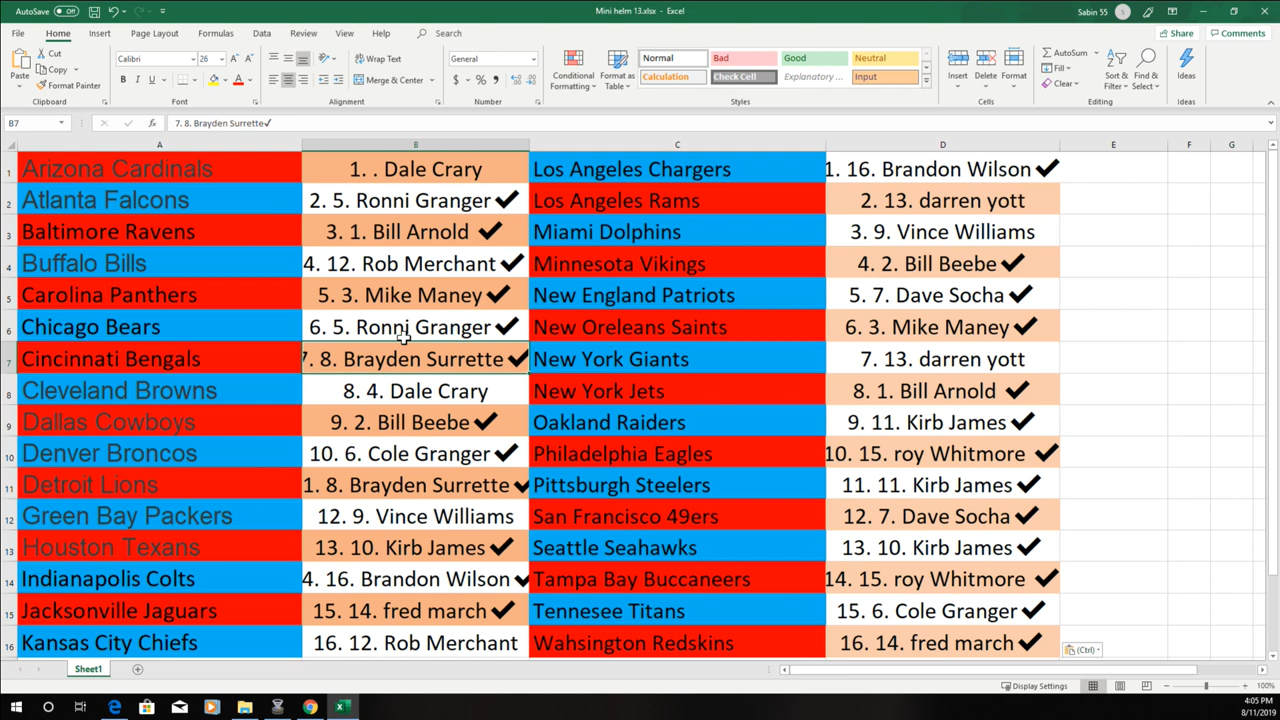 AutoSave Off
Mini helm 13.xlsx - Excel
Sabin 55 S
File Home Insert Page Layout Formulas Data Review View Help Search Share Comments
Paste Cut Copy Format Painter Clipboard
Calibri 26 B I U A Font
Wrap Text Merge & Center Alignment
General $ % , Number
Conditional Formatting Format as Table
Normal Bad Good Neutral
Calculation Check Cell Explanatory ... Input
Styles
Insert Delete Format Cells
AutoSum Fill Clear Sort & Filter Find & Select Editing
Ideas Ideas
B7 fx 7. 8. Brayden Surrette✓
A B C D E F G
1 Arizona Cardinals 1. . Dale Crary Los Angeles Chargers 1. 16. Brandon Wilson ✓
2 Atlanta Falcons 2. 5. Ronni Granger ✓ Los Angeles Rams 2. 13. darren yott
3 Baltimore Ravens 3. 1. Bill Arnold ✓ Miami Dolphins 3. 9. Vince Williams
4 Buffalo Bills 4. 12. Rob Merchant ✓ Minnesota Vikings 4. 2. Bill Beebe ✓
5 Carolina Panthers 5. 3. Mike Maney ✓ New England Patriots 5. 7. Dave Socha ✓
6 Chicago Bears 6. 5. Ronni Granger ✓ New Oreleans Saints 6. 3. Mike Maney ✓
7 Cincinnati Bengals 7. 8. Brayden Surrette ✓ New York Giants 7. 13. darren yott
8 Cleveland Browns 8. 4. Dale Crary New York Jets 8. 1. Bill Arnold ✓
9 Dallas Cowboys 9. 2. Bill Beebe ✓ Oakland Raiders 9. 11. Kirb James ✓
10 Denver Broncos 10. 6. Cole Granger ✓ Philadelphia Eagles 10. 15. roy Whitmore ✓
11 Detroit Lions 1. 8. Brayden Surrette ✓ Pittsburgh Steelers 11. 11. Kirb James ✓
12 Green Bay Packers 12. 9. Vince Williams San Francisco 49ers 12. 7. Dave Socha ✓
13 Houston Texans 13. 10. Kirb James ✓ Seattle Seahawks 13. 10. Kirb James ✓
14 Indianapolis Colts 4. 16. Brandon Wilson ✓ Tampa Bay Buccaneers 14. 15. roy Whitmore ✓
15 Jacksonville Jaguars 15. 14. fred march ✓ Tennesee Titans 15. 6. Cole Granger ✓
16 Kansas City Chiefs 16. 12. Rob Merchant Wahsington Redskins 16. 14. fred march ✓
(Ctrl)
Sheet1
Display Settings 100%
4:05 PM
8/11/2019